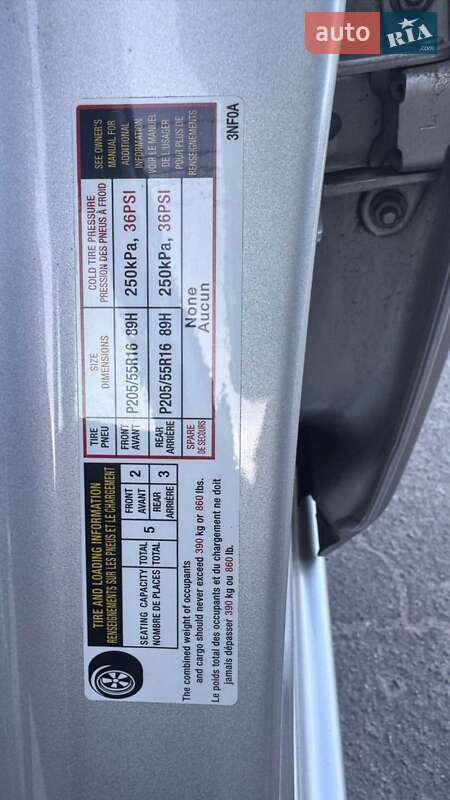 auto RIA.com
TIRE AND LOADING INFORMATION
RENSEIGNEMENTS SUR LES PNEUS ET LE CHARGEMENT
SEATING CAPACITY
NOMBRE DE PLACES
TOTAL
TOTAL
5
FRONT
AVANT
2
REAR
ARRIÈRE
3
The combined weight of occupants
and cargo should never exceed 390 kg or 860 lbs.
Le poids total des occupants et du chargement ne doit
jamais dépasser 390 kg ou 860 lb.
TIRE
PNEU
SIZE
DIMENSIONS
COLD TIRE PRESSURE
PRESSION DES PNEUS À FROID
FRONT
AVANT
P205/55R16 89H
250kPa, 36PSI
REAR
ARRIÈRE
P205/55R16 89H
250kPa, 36PSI
SPARE
DE SECOURS
None
Aucun
SEE OWNER'S
MANUAL FOR
ADDITIONAL
INFORMATION
VOIR LE MANUEL
DE L'USAGER
POUR PLUS DE
RENSEIGNEMENTS
3NF0A